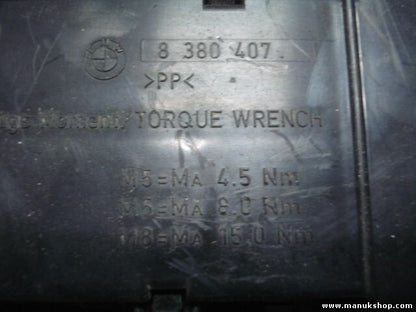 8 380 407
>PP<
/TORQUE WRENCH
M5=MA 4.5 Nm
M6=MA 6.0 Nm
M8=MA 15.0 Nm
www.manukshop.com